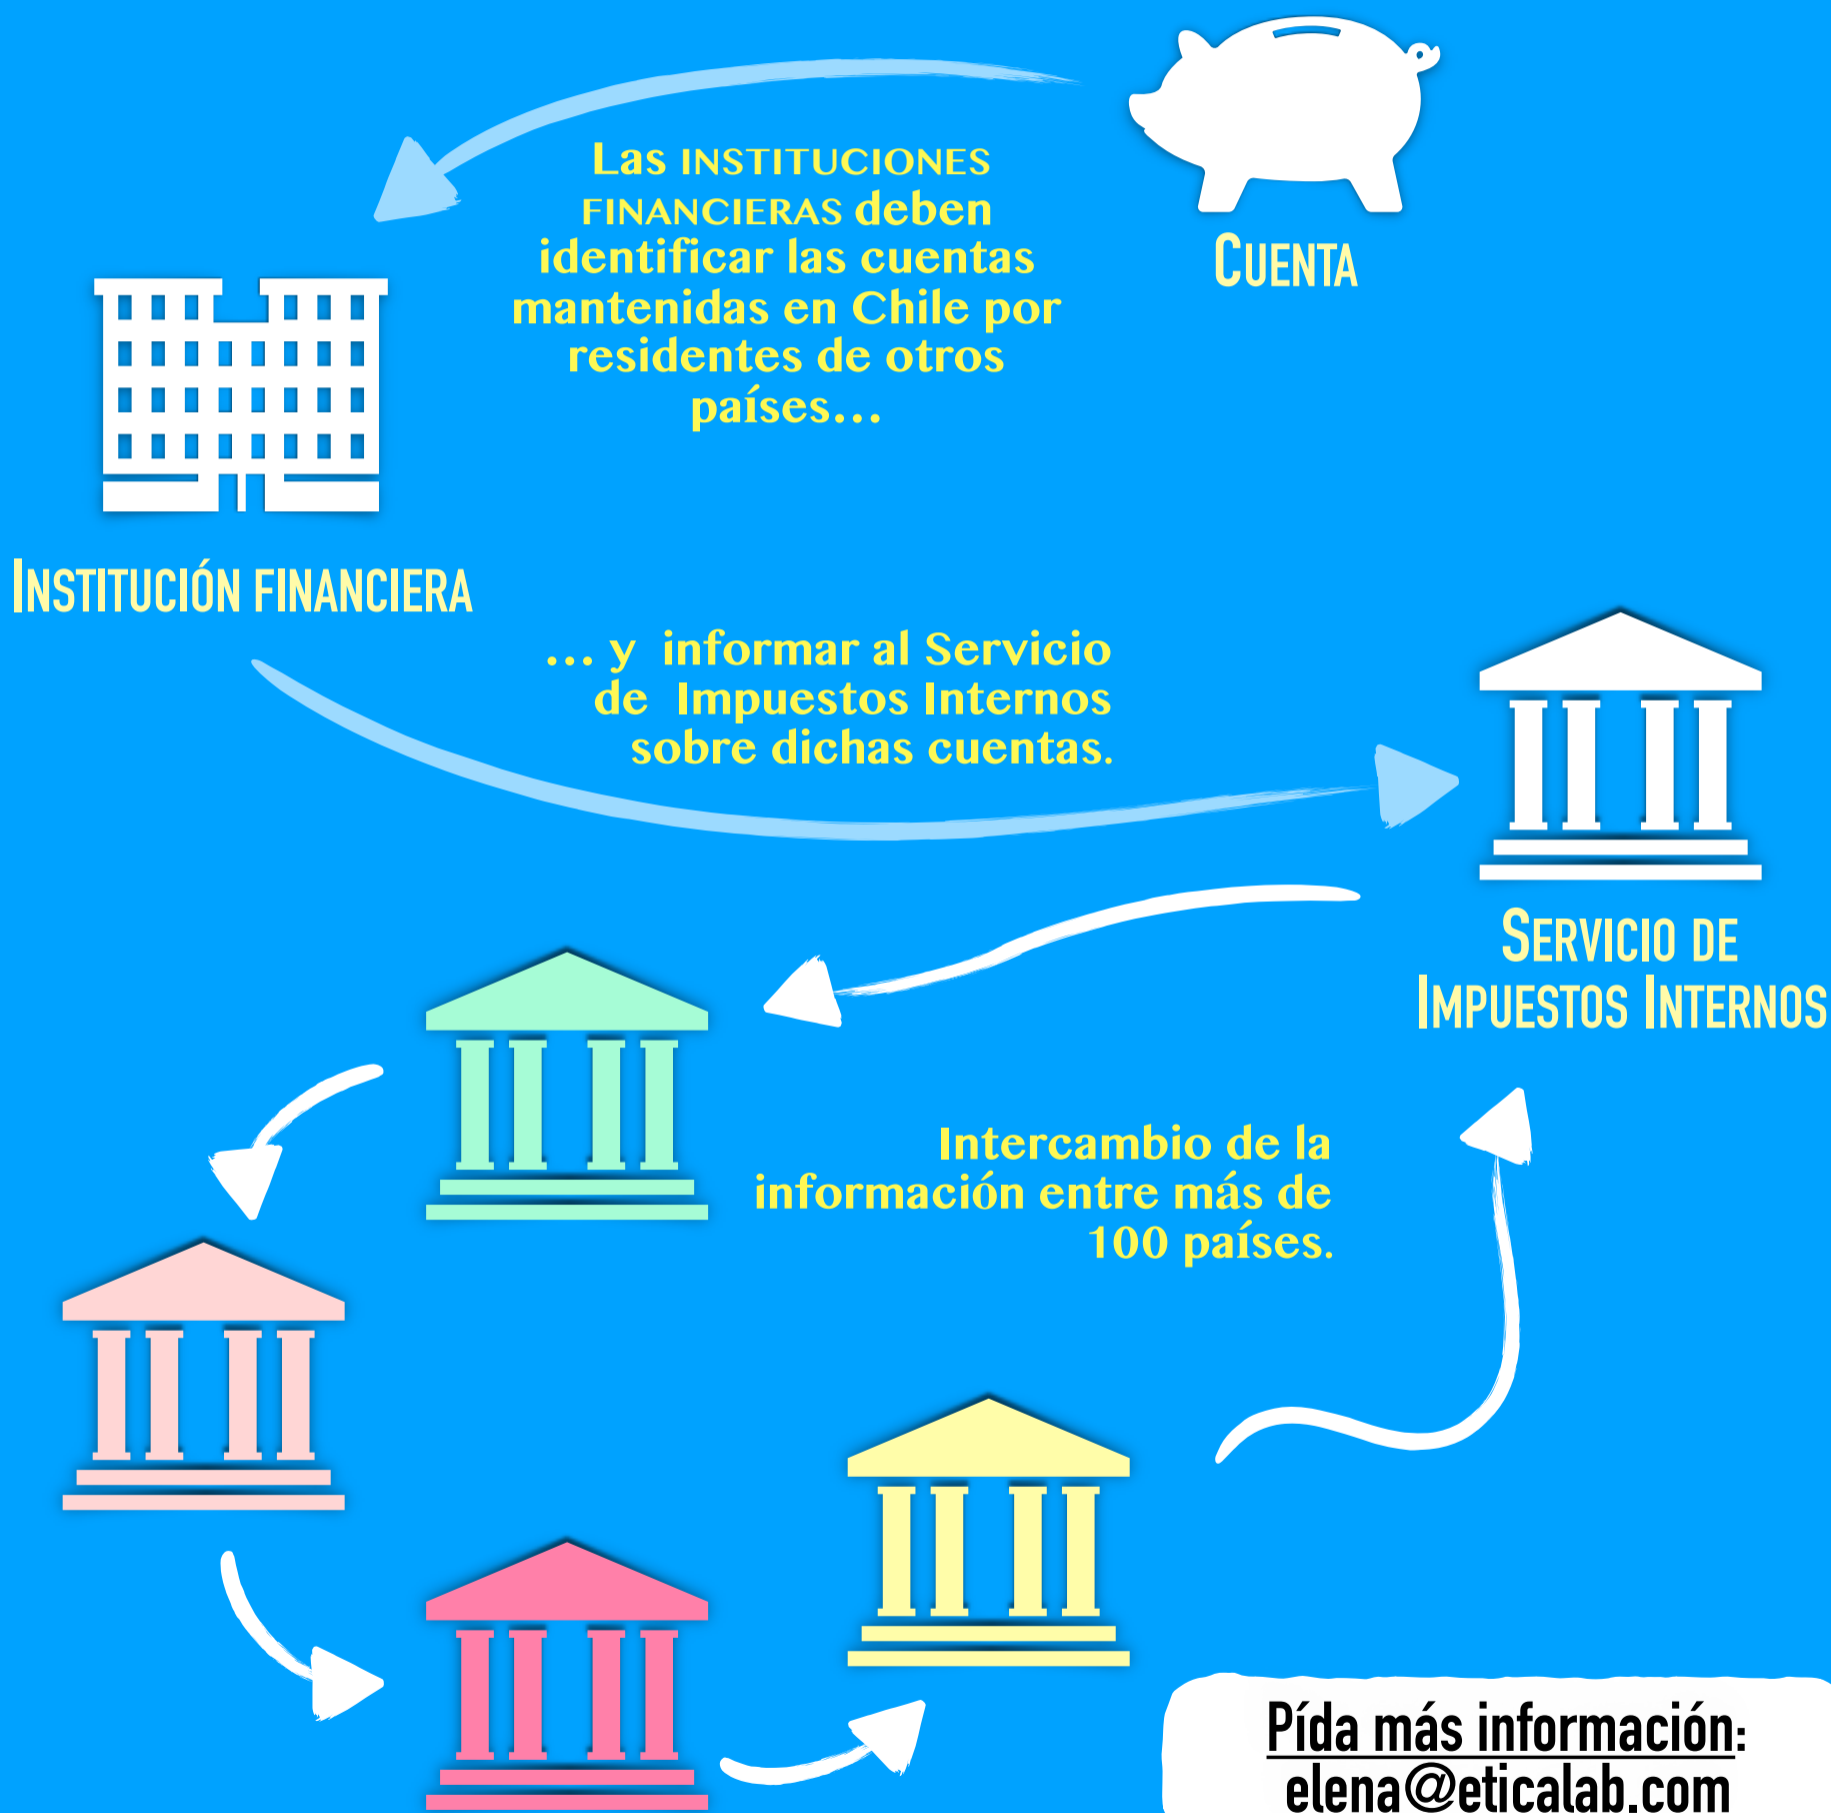 Las INSTITUCIONES
FINANCIERAS deben
identificar las cuentas
mantenidas en Chile por
residentes de otros
países...
CUENTA
INSTITUCIÓN FINANCIERA
... y informar al Servicio
de Impuestos Internos
sobre dichas cuentas.
SERVICIO DE
IMPUESTOS INTERNOS
Intercambio de la
información entre más de
100 países.
Pída más información:
elena@eticalab.com